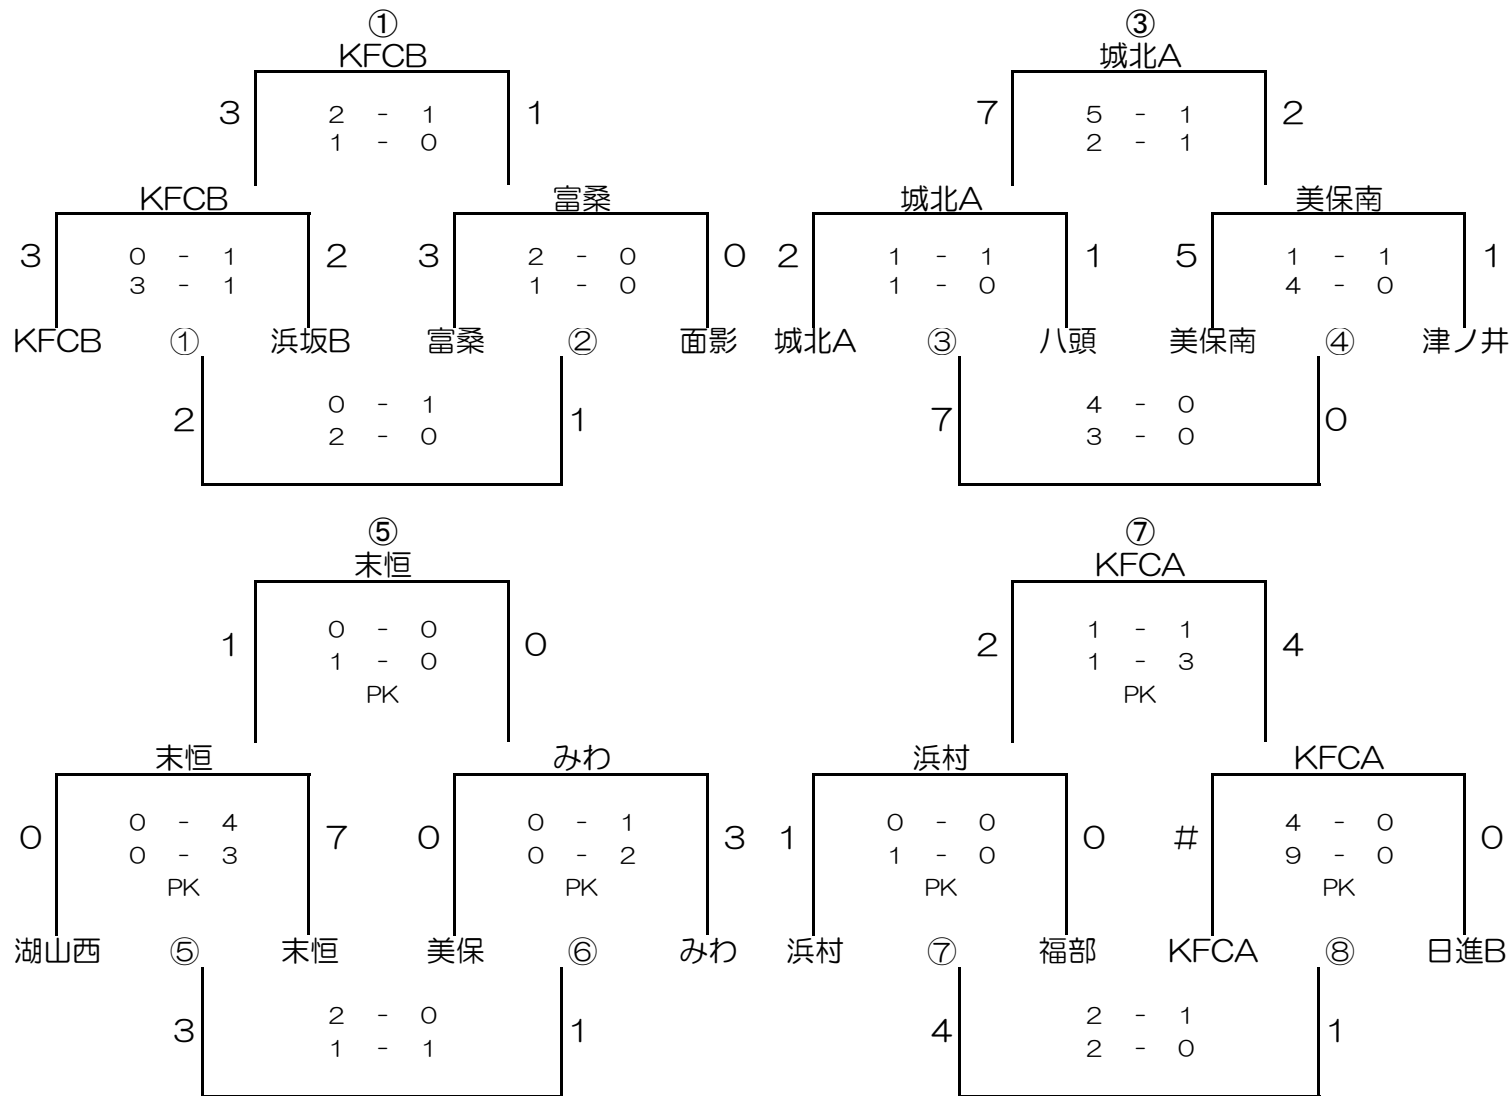 ① ③
KFCB 城北A
3 2 - 1 1 7 5 - 1 2
1 - 0 2 - 1
KFCB 富桑 城北A 美保南
3 0 - 1 2 3 2 - 0 0 2 1 - 1 1 5 1 - 1 1
3 - 1 1 - 0 1 - 0 4 - 0
KFCB ① 浜坂B 富桑 ② 面影 城北A ③ 八頭 美保南 ④ 津ノ井
0 - 1 4 - 0
2 1 7 0
2 - 0 3 - 0
⑤ ⑦
末恒 KFCA
0 - 0 1 - 1
1 0 2 4
1 - 0 1 - 3
PK PK
末恒 みわ 浜村 KFCA
0 - 4 0 - 1 0 - 0 4 - 0
0 7 0 3 1 0 # 0
0 - 3 0 - 2 1 - 0 9 - 0
PK PK PK PK
湖山西 ⑤ 末恒 美保 ⑥ みわ 浜村 ⑦ 福部 KFCA ⑧ 日進B
2 - 0 2 - 1
3 1 4 1
1 - 1 2 - 0